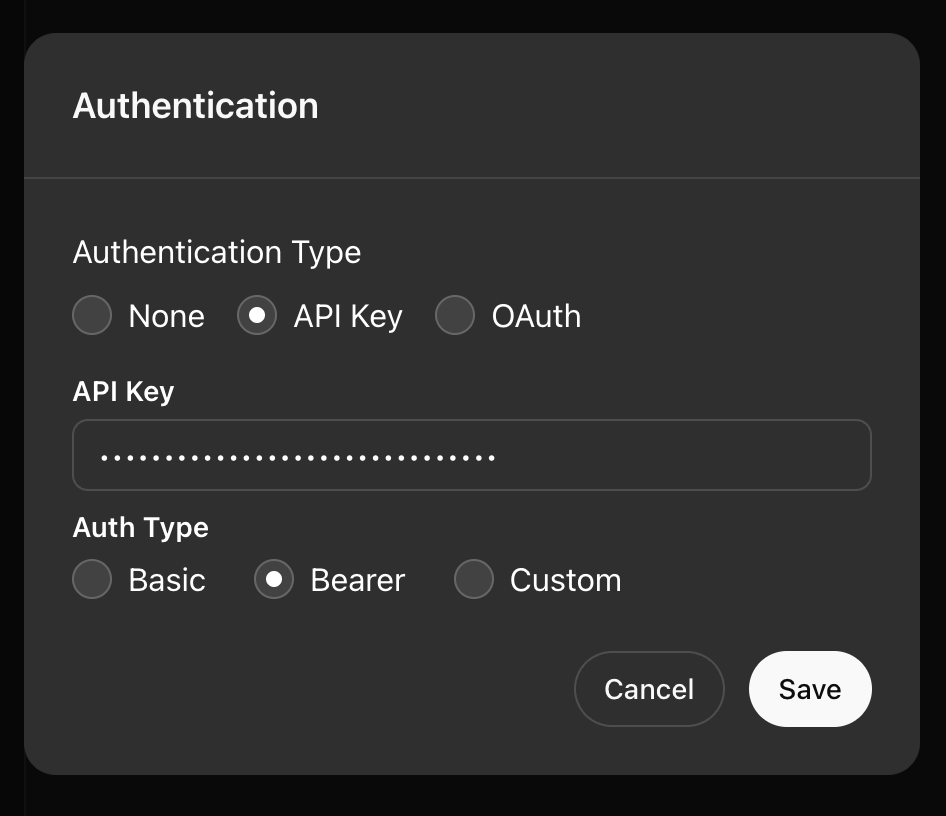 Authentication
Authentication Type
None API Key OAuth
API Key
•••••••••••••••••••••••••••••••
Auth Type
Basic Bearer Custom
Cancel Save